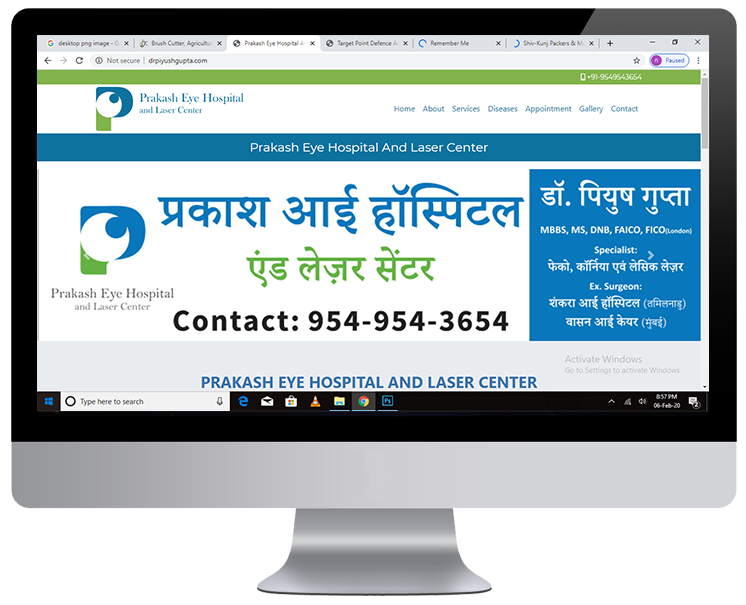 desktop png image - G
Brush Cutter, Agricultur
Prakash Eye Hospital A
Target Point Defence A
Remember Me
Shiv-Kunj Packers & M
Not secure | drpiyushgupta.com
n Paused
+91-9549543654
Prakash Eye Hospital
and Laser Center
Home About Services Diseases Appointment Gallery Contact
Prakash Eye Hospital And Laser Center
प्रकाश आई हॉस्पिटल
एंड लेज़र सेंटर
Contact: 954-954-3654
Prakash Eye Hospital
and Laser Center
डॉ. पियुष गुप्ता
MBBS, MS, DNB, FAICO, FICO(London)
Specialist:
फेको, कॉर्निया एवं लेसिक लेज़र
Ex. Surgeon:
शंकरा आई हॉस्पिटल (तमिलनाडु)
वासन आई केयर (मुंबई)
Activate Windows
Go to Settings to activate Windows.
PRAKASH EYE HOSPITAL AND LASER CENTER
Type here to search
Ps
8:57 PM
06-Feb-20
2